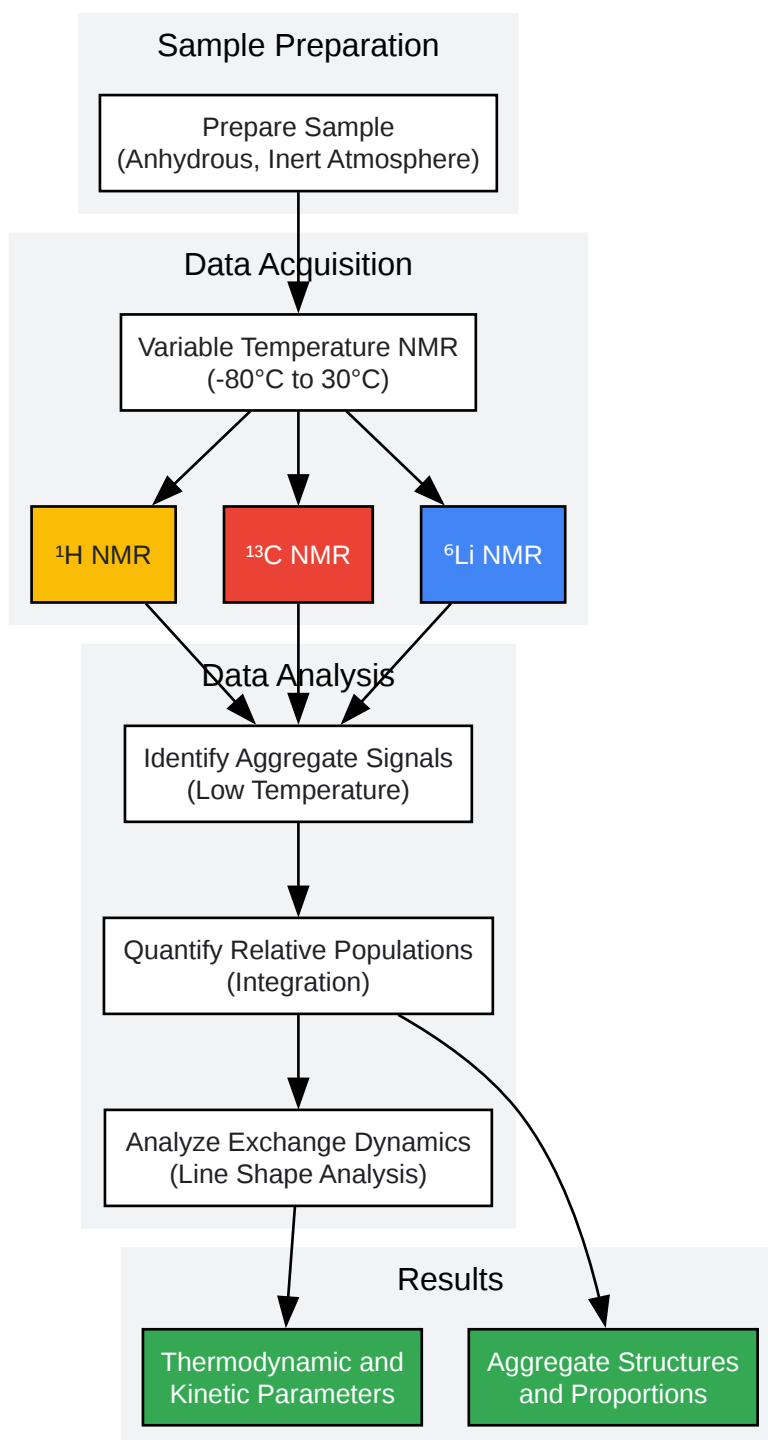 Sample Preparation
Prepare Sample
(Anhydrous, Inert Atmosphere)
Data Acquisition
Variable Temperature NMR
(-80°C to 30°C)
¹H NMR
¹³C NMR
⁶Li NMR
Data Analysis
Identify Aggregate Signals
(Low Temperature)
Quantify Relative Populations
(Integration)
Analyze Exchange Dynamics
(Line Shape Analysis)
Results
Thermodynamic and
Kinetic Parameters
Aggregate Structures
and Proportions